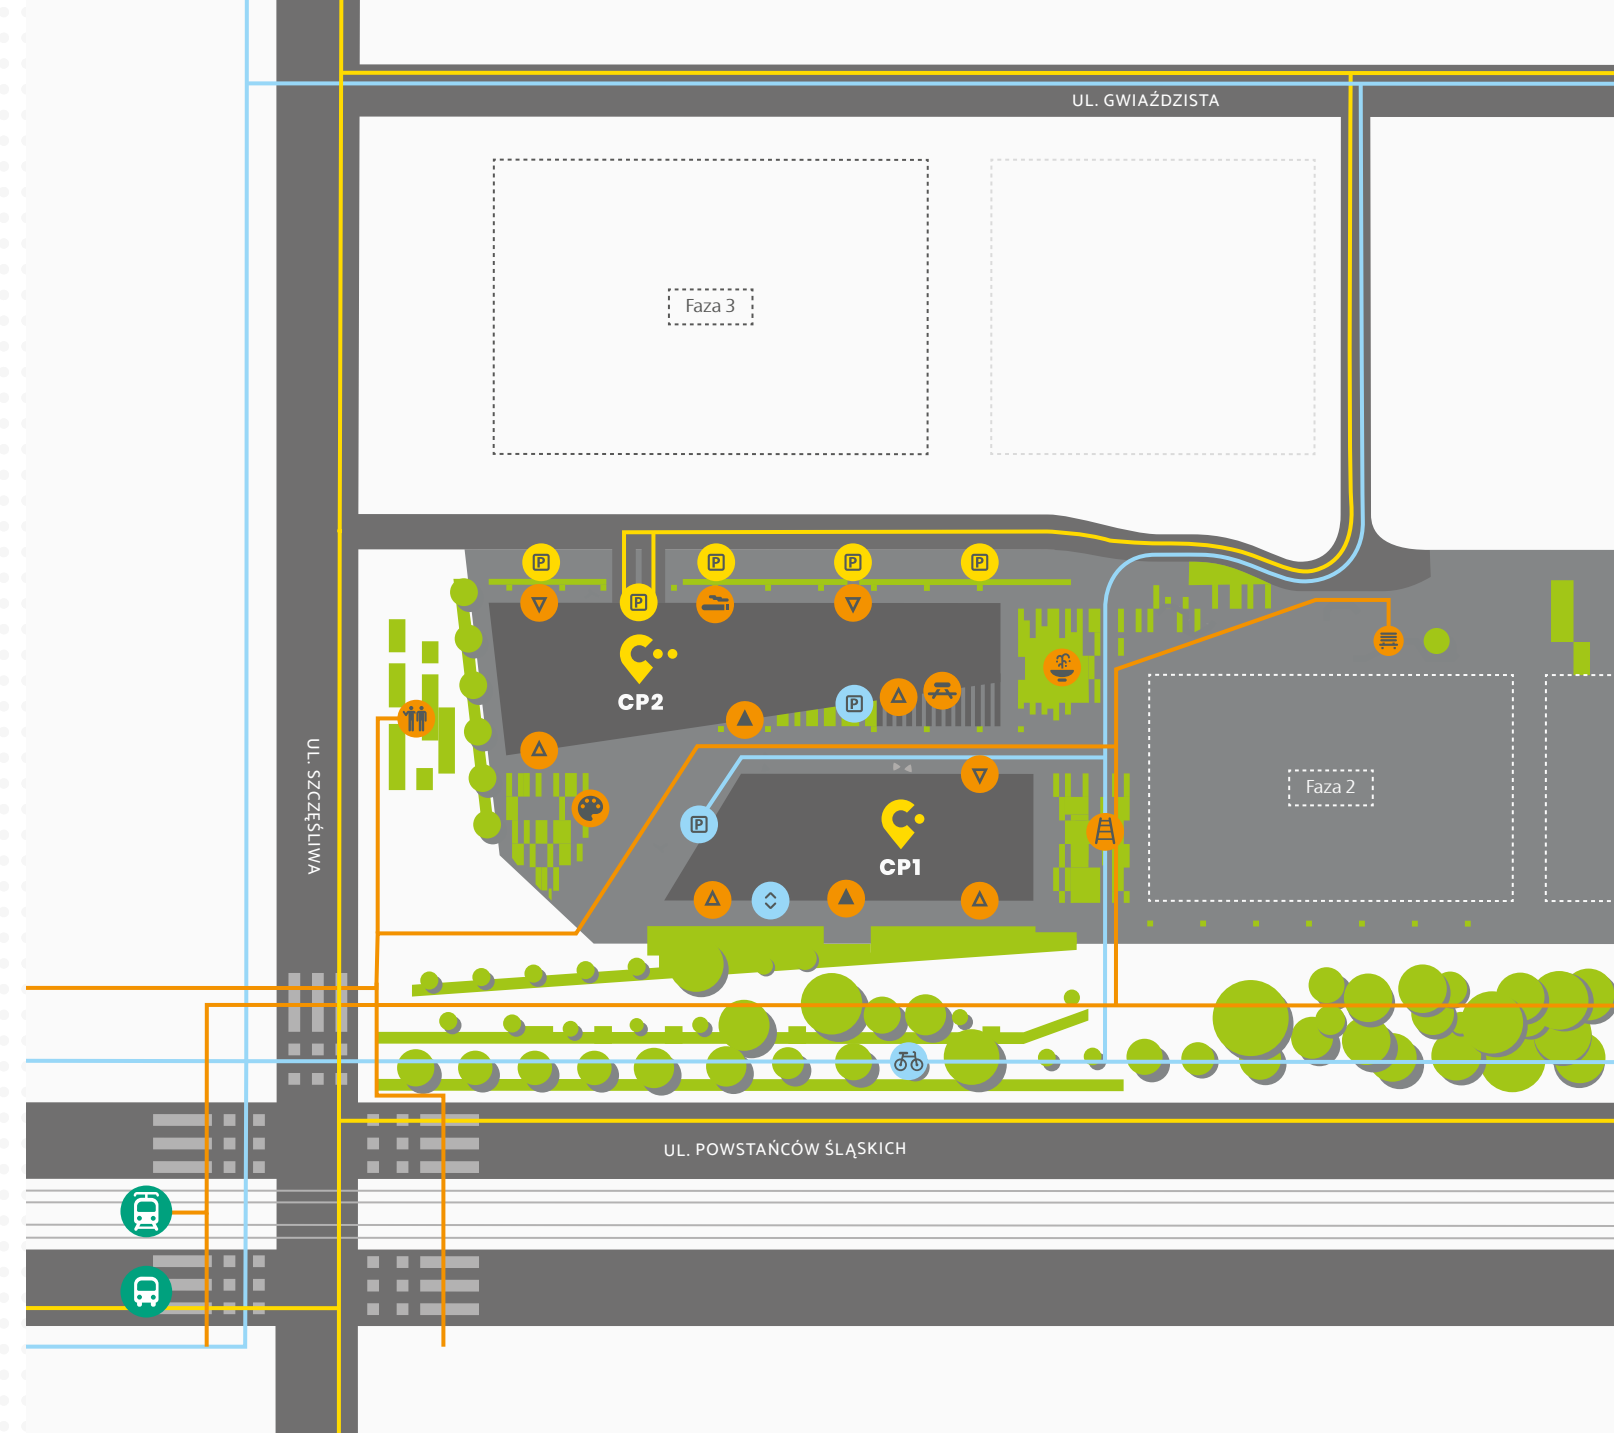 UL. GWIAŹDZISTA
Faza 3
P
P
P
P
P
CP2
P
UL. SZCZĘŚLIWA
Faza 2
P
CP1
UL. POWSTAŃCÓW ŚLĄSKICH